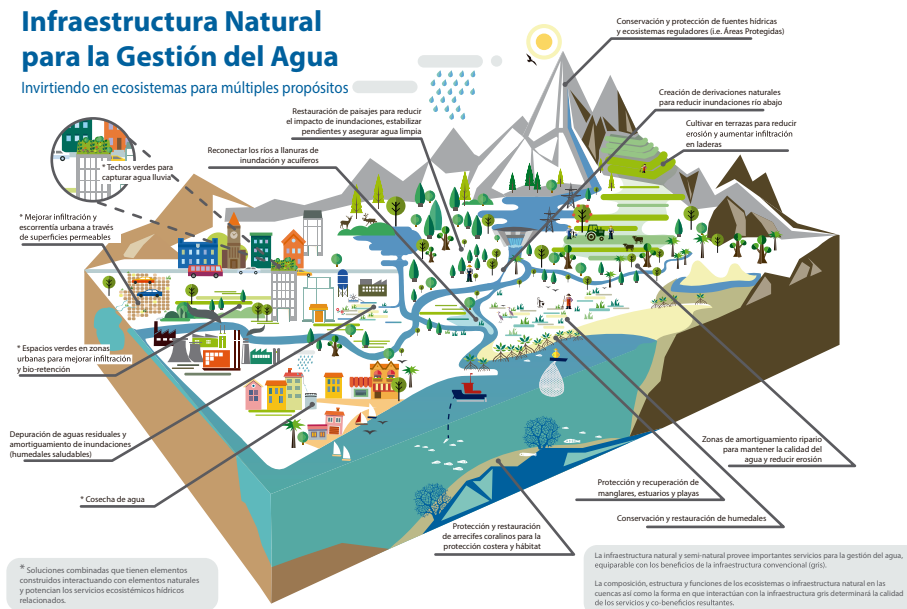 Infraestructura Natural
para la Gestión del Agua
Invirtiendo en ecosistemas para múltiples propósitos
Conservación y protección de fuentes hídricas
y ecosistemas reguladores (i.e. Áreas Protegidas)
Creación de derivaciones naturales
para reducir inundaciones río abajo
Restauración de paisajes para reducir
el impacto de inundaciones, estabilizar
pendientes y asegurar agua limpia
Cultivar en terrazas para reducir
erosión y aumentar infiltración
en laderas
Reconectar los ríos a llanuras de
inundación y acuíferos
* Techos verdes para
capturar agua lluvia
* Mejorar infiltración y
escorrentía urbana a través
de superficies permeables
* Espacios verdes en zonas
urbanas para mejorar infiltración
y bio-retención
Depuración de aguas residuales y
amortiguamiento de inundaciones
(humedales saludables)
* Cosecha de agua
Zonas de amortiguamiento ripario
para mantener la calidad del
agua y reducir erosión
Protección y recuperación de
manglares, estuarios y playas
Conservación y restauración de humedales
Protección y restauración
de arrecifes coralinos para la
protección costera y hábitat
* Soluciones combinadas que tienen elementos
construidos interactuando con elementos naturales
y potencian los servicios ecosistémicos hídricos
relacionados.
La infraestructura natural y semi-natural provee importantes servicios para la gestión del agua,
equiparable con los beneficios de la infraestructura convencional (gris).
La composición, estructura y funciones de los ecosistemas o infraestructura natural en las
cuencas así como la forma en que interactúan con la infraestructura gris determinará la calidad
de los servicios y co-beneficios resultantes.